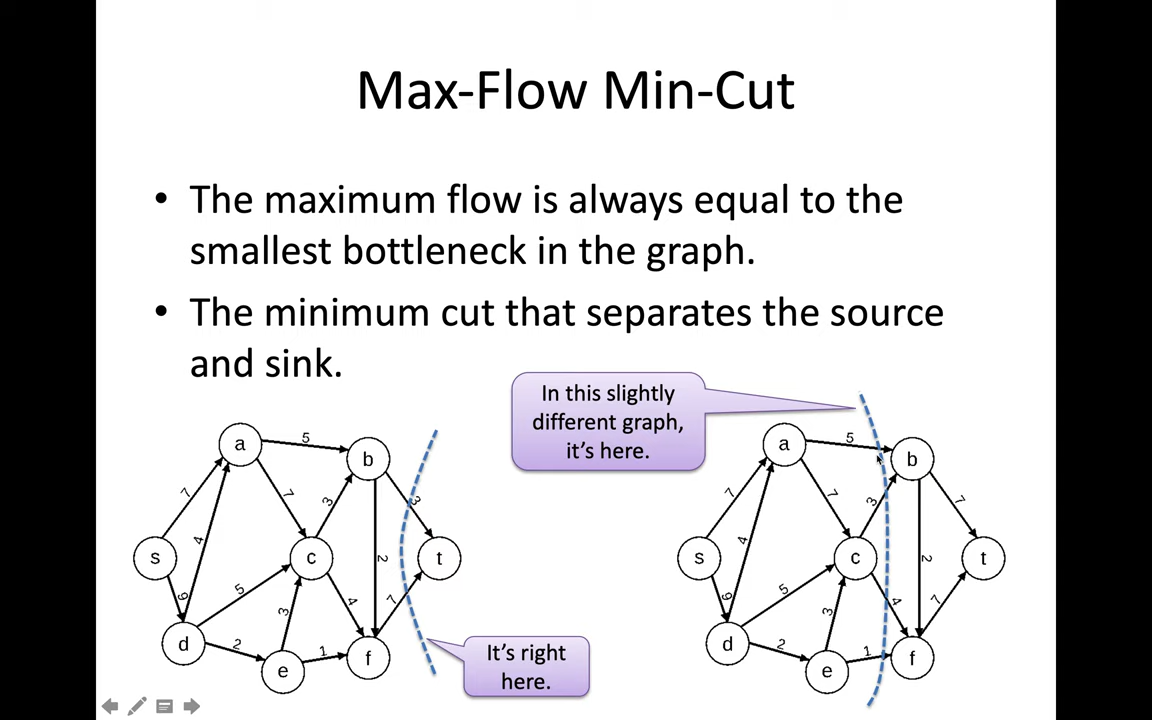 Max-Flow Min-Cut
• The maximum flow is always equal to the
smallest bottleneck in the graph.
• The minimum cut that separates the source
and sink.
In this slightly
different graph,
it's here.
a
5
b
7
4
7
3
3
s
c
2
t
6
5
3
4
7
d
2
e
1
f
It's right
here.
a
5
b
7
4
7
3
7
s
c
2
t
6
5
3
4
7
d
2
e
1
f